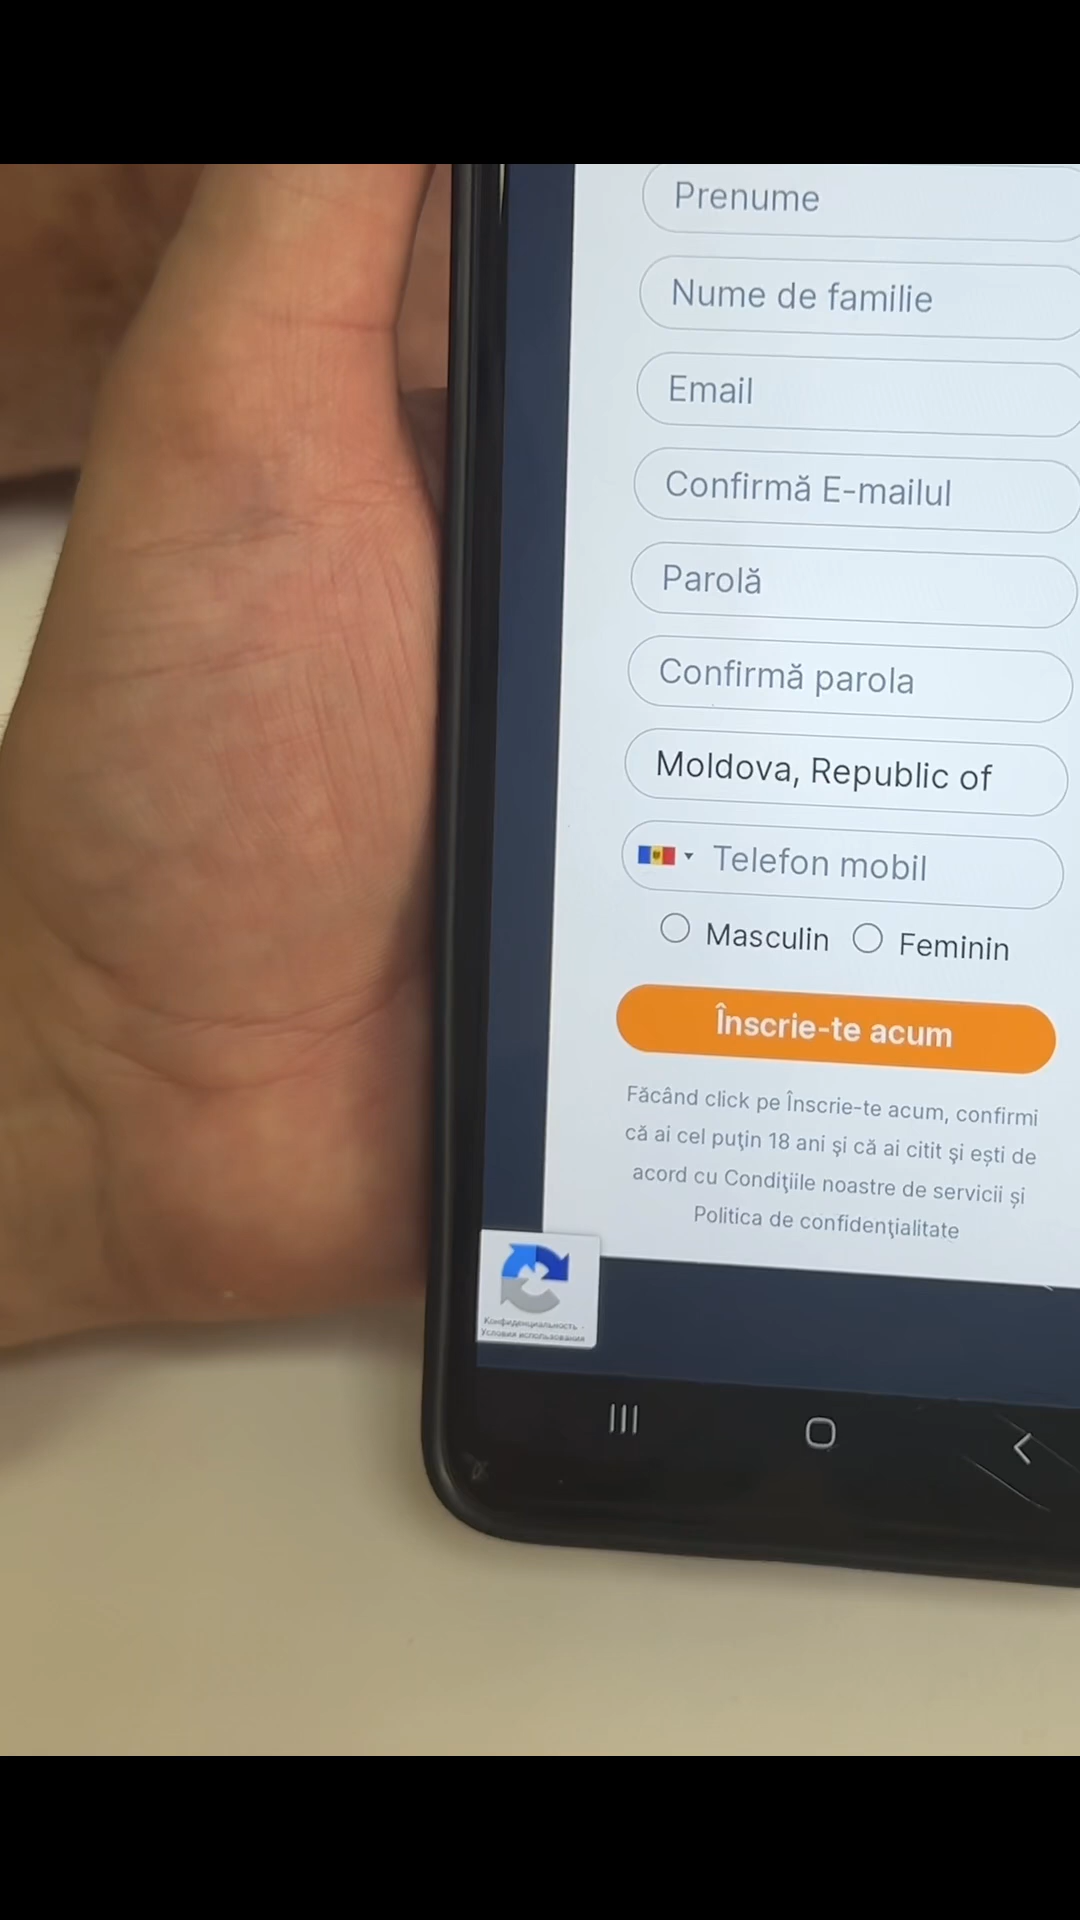 Prenume
Nume de familie
Email
Confirmă E-mailul
Parolă
Confirmă parola
Moldova, Republic of
Telefon mobil
Masculin Feminin
Înscrie-te acum
Făcând click pe Înscrie-te acum, confirmi
că ai cel puţin 18 ani şi că ai citit şi eşti de
acord cu Condiţiile noastre de servicii şi
Politica de confidenţialitate
Конфиденциальность -
Условия использования